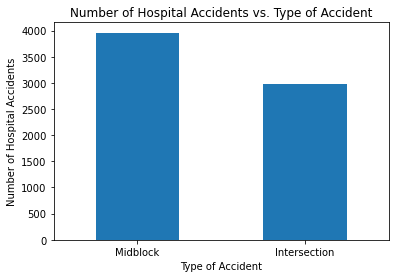 Number of Hospital Accidents vs. Type of Accident
Number of Hospital Accidents
4000
3500
3000
2500
2000
1500
1000
500
0
Midblock Intersection
Type of Accident